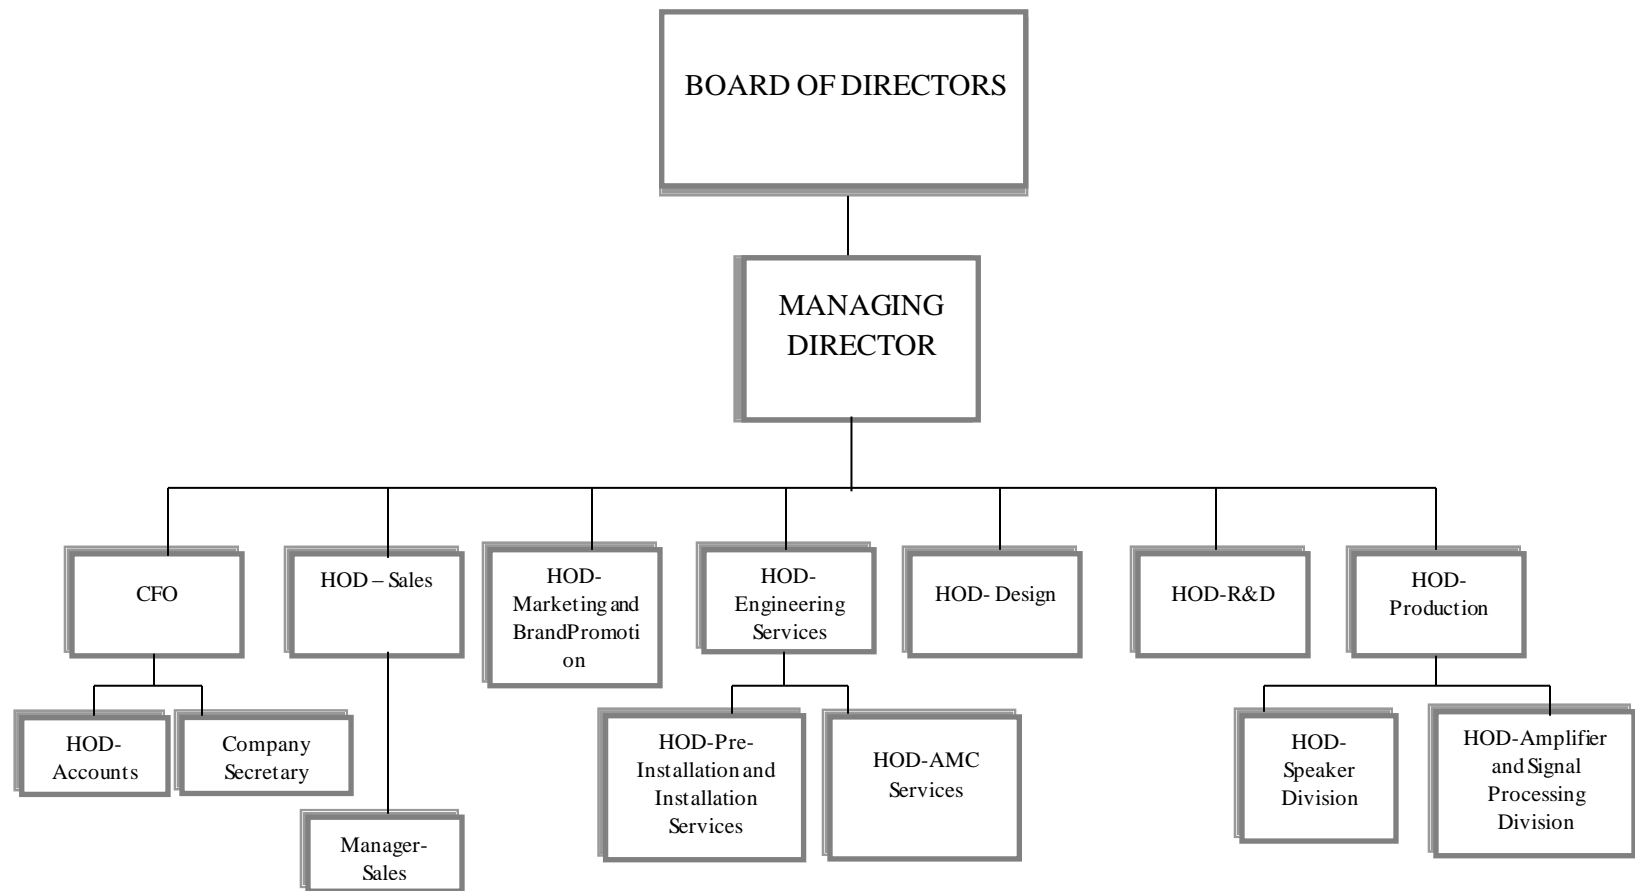 BOARD OF DIRECTORS
MANAGING
DIRECTOR
CFO
HOD – Sales
HOD-
Marketing and
BrandPromoti
on
HOD-
Engineering
Services
HOD- Design
HOD-R&D
HOD-
Production
HOD-
Accounts
Company
Secretary
Manager-
Sales
HOD-Pre-
Installation and
Installation
Services
HOD-AMC
Services
HOD-
Speaker
Division
HOD-Amplifier
and Signal
Processing
Division